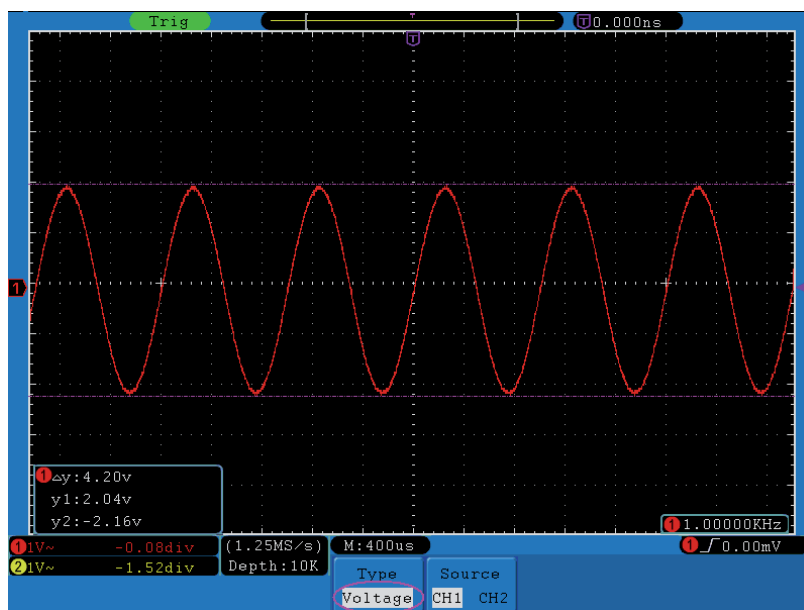 Trig
T 0.000ns
T
1
1 △y:4.20v
y1:2.04v
y2:-2.16v
1 1.00000KHz
1 1V~ -0.08div (1.25MS/s) M:400us 1 0.00mV
2 1V~ -1.52div Depth:10K
Type Source
Voltage CH1 CH2